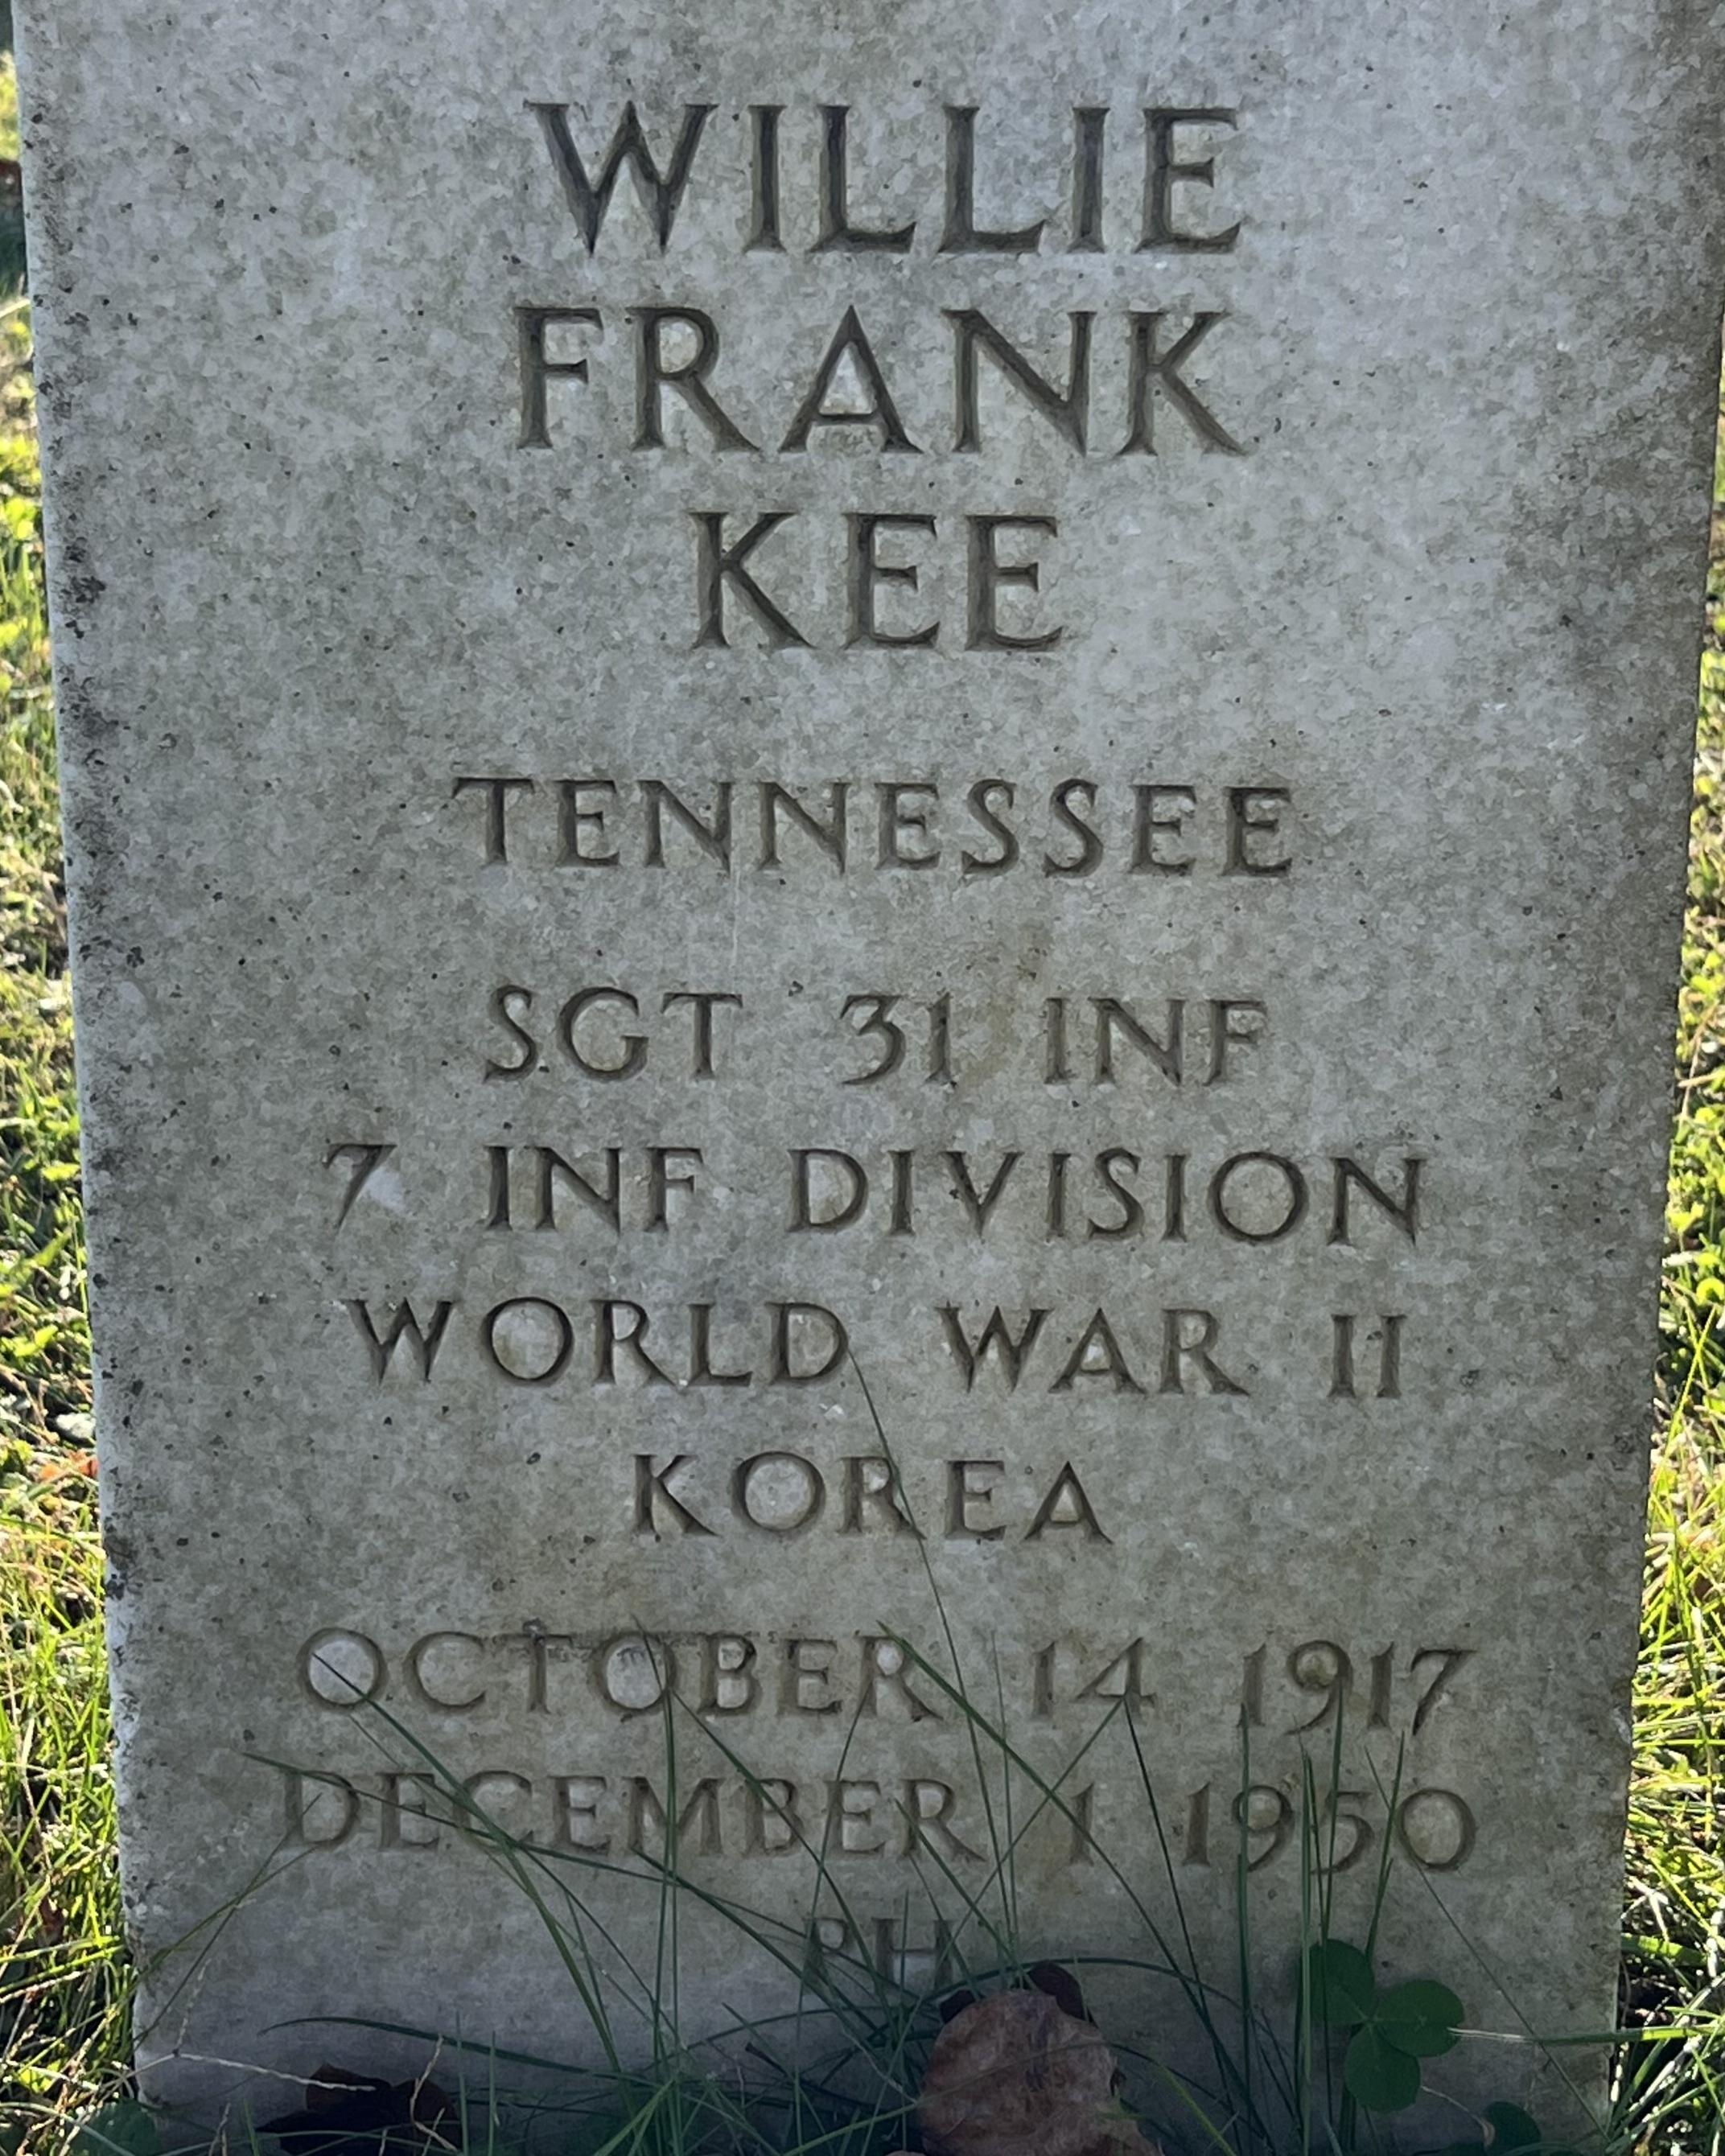 WILLIE
FRANK
KEE
TENNESSEE
SGT 31 INF
7 INF DIVISION
WORLD WAR II
KOREA
OCTOBER 14 1917
DECEMBER 1 1950
PH